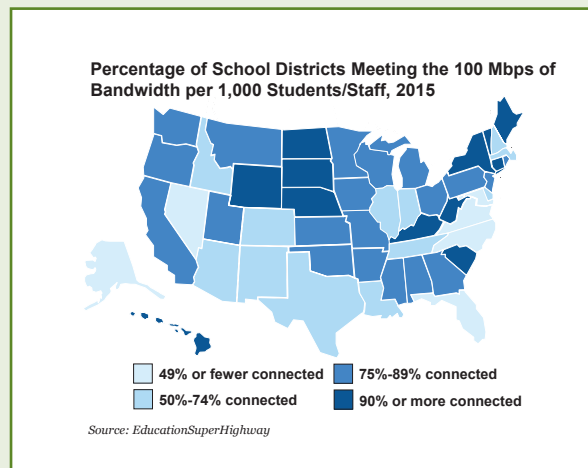 Percentage of School Districts Meeting the 100 Mbps of
Bandwidth per 1,000 Students/Staff, 2015
49% or fewer connected
75%-89% connected
50%-74% connected
90% or more connected
Source: EducationSuperHighway